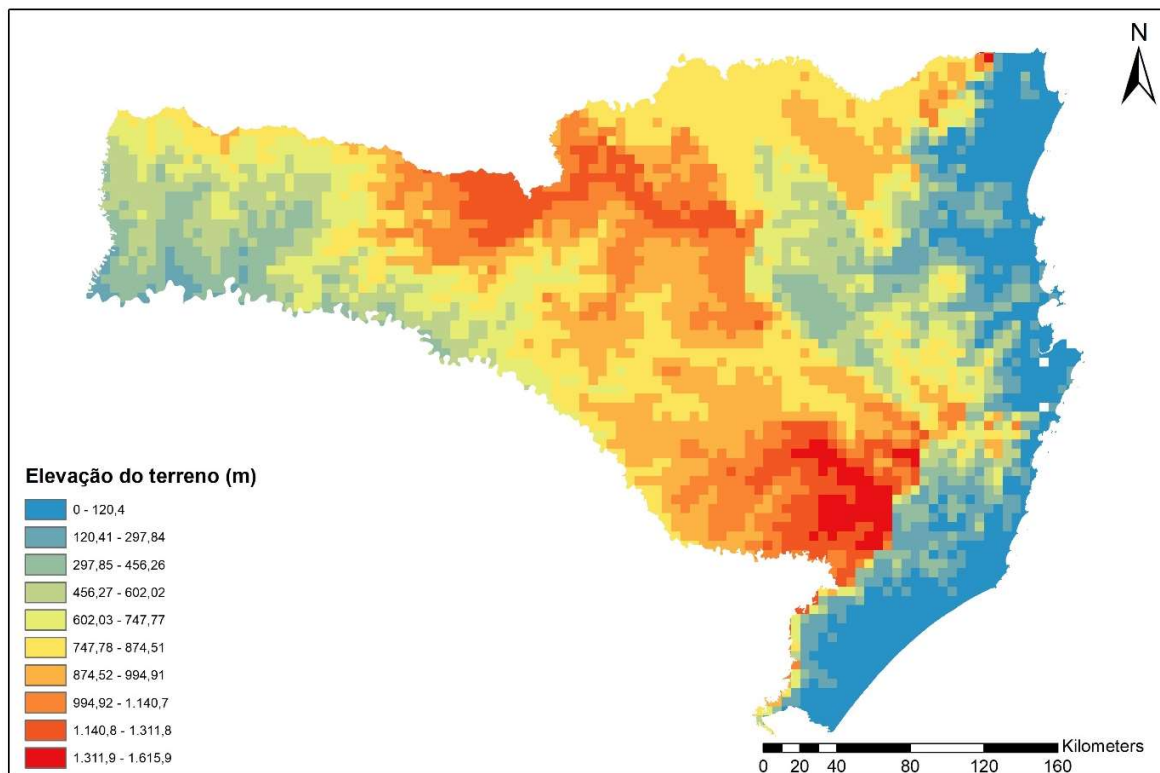 N
Elevação do terreno (m)
0 - 120,4
120,41 - 297,84
297,85 - 456,26
456,27 - 602,02
602,03 - 747,77
747,78 - 874,51
874,52 - 994,91
994,92 - 1.140,7
1.140,8 - 1.311,8
1.311,9 - 1.615,9
Kilometers
0 20 40 80 120 160